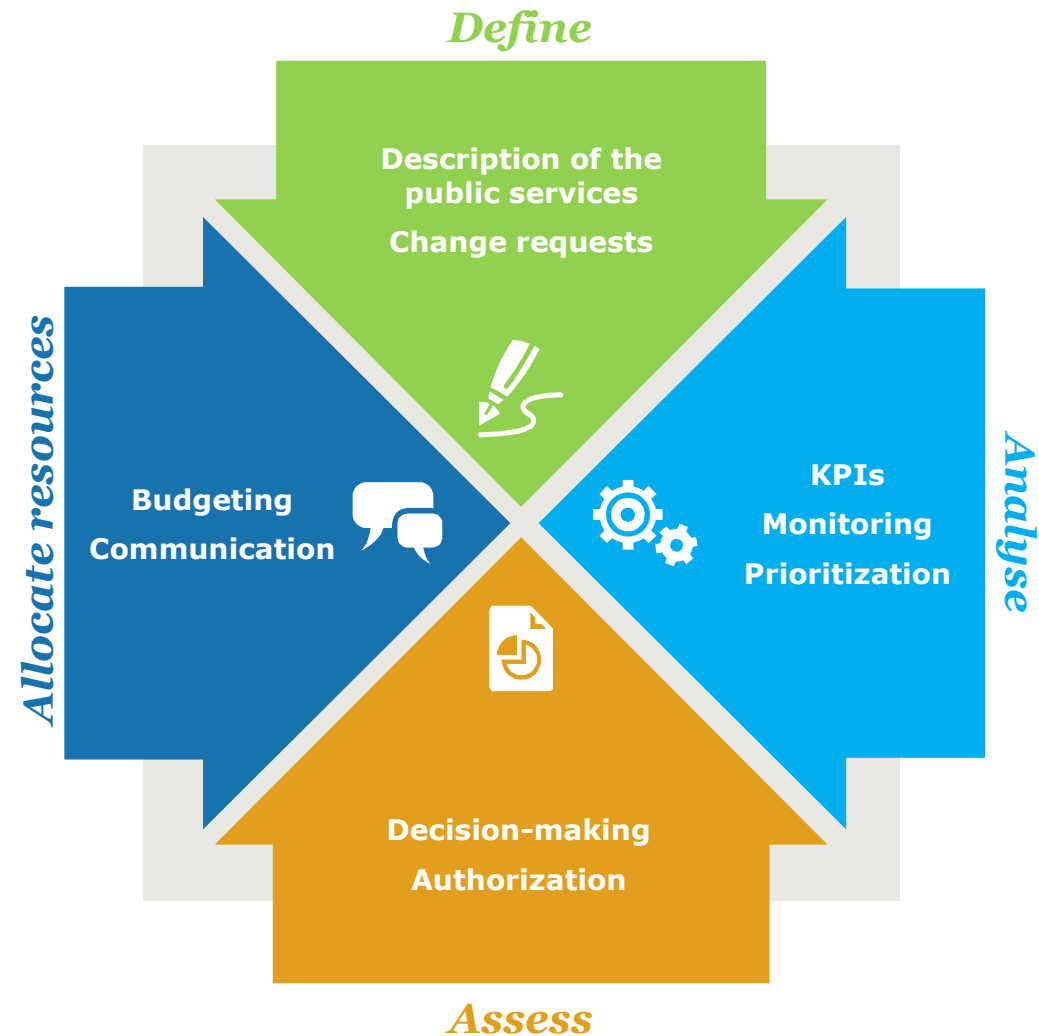 Define
Description of the
public services
Change requests
Allocate resources
Budgeting
Communication
KPIs
Monitoring
Prioritization
Analyse
Decision-making
Authorization
Assess